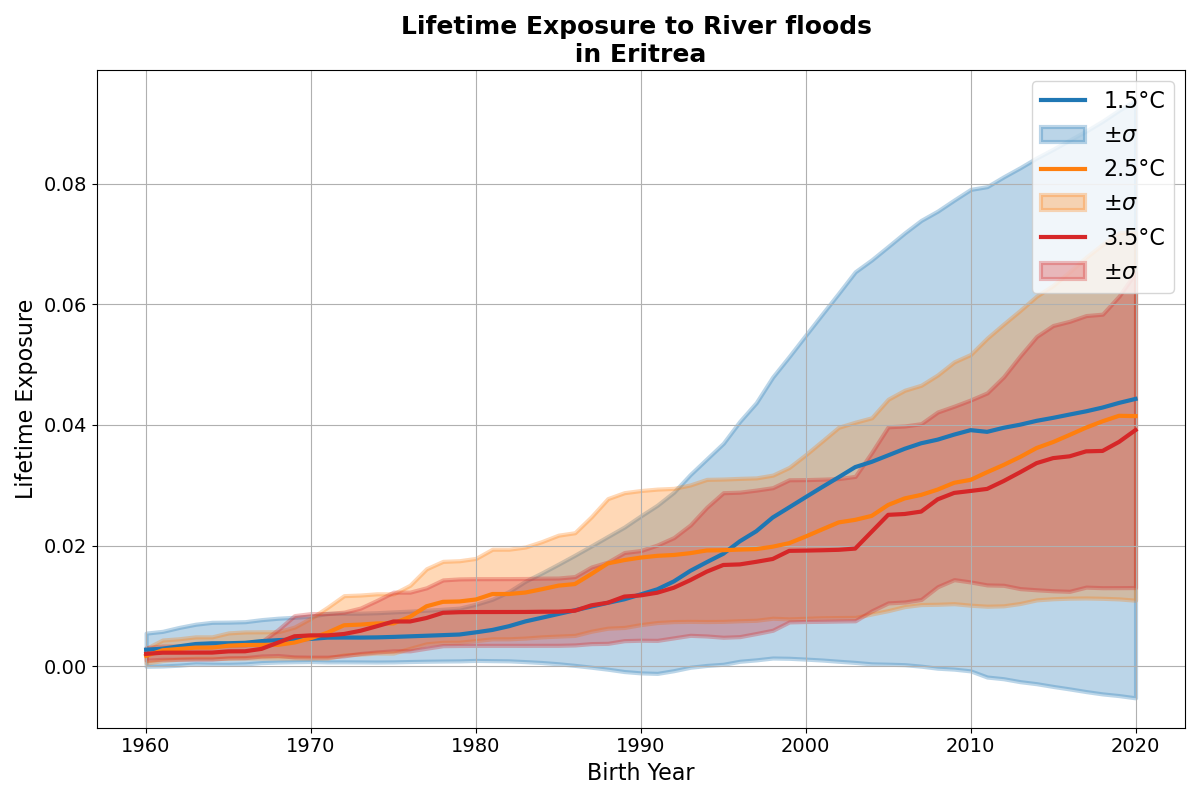 Lifetime Exposure to River floods
in Eritrea
1.5°C
±σ
2.5°C
±σ
3.5°C
±σ
Lifetime Exposure
0.08
0.06
0.04
0.02
0.00
1960 1970 1980 1990 2000 2010 2020
Birth Year